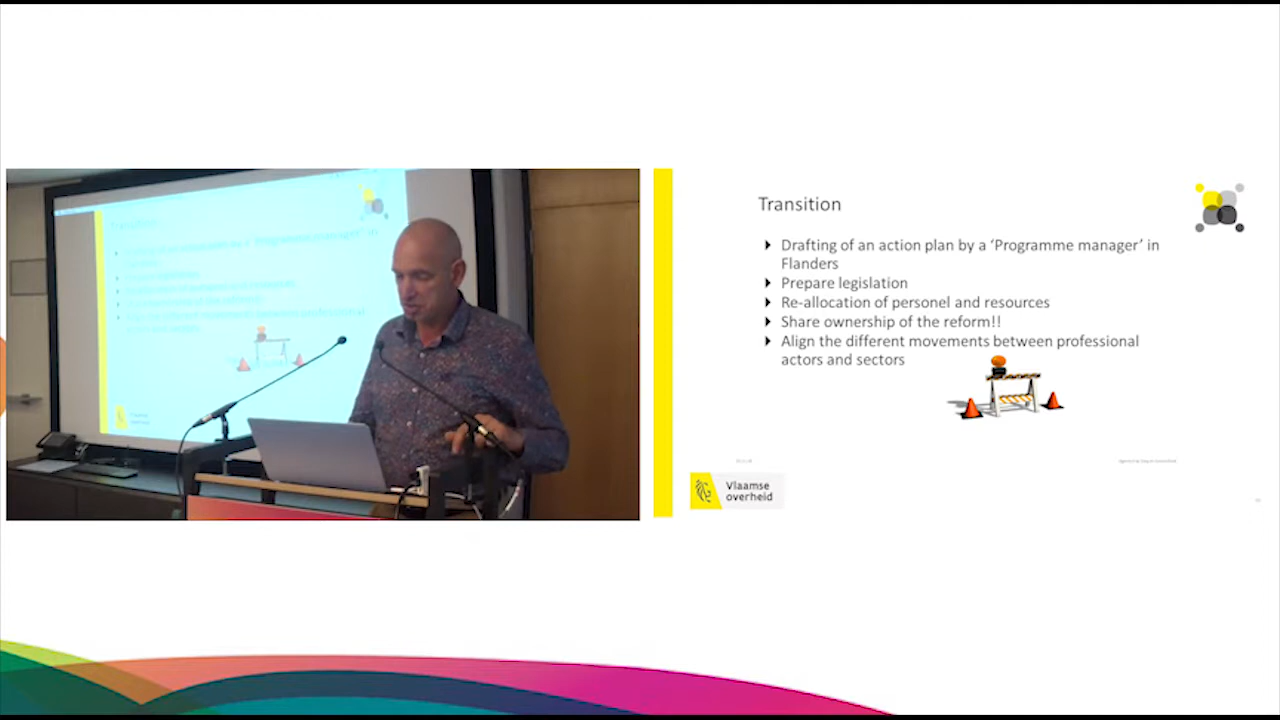 Transition
Drafting of an action plan by a ‘Programme manager’ in
Flanders
Prepare legislation
Re-allocation of personel and resources
Share ownership of the reform!!
Align the different movements between professional
actors and sectors
Vlaamse
overheid